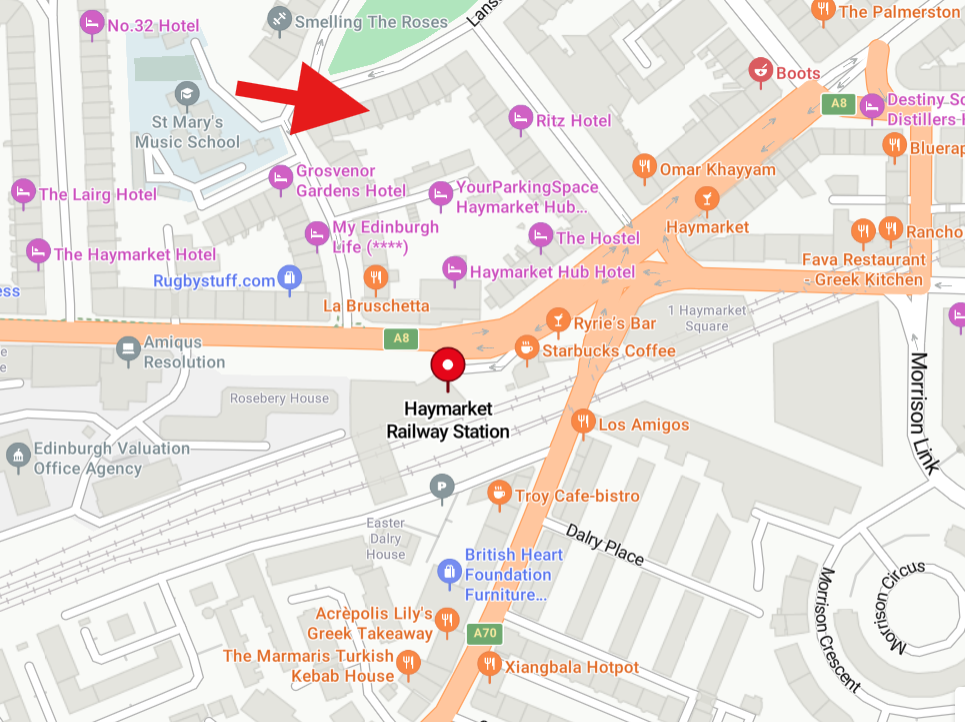 The Palmerston
Smelling The Roses
No.32 Hotel
Boots
A8
Destiny
Distillers
St Mary's
Music School
Ritz Hotel
Omar Khayyam
Grosvenor
Gardens Hotel
YourParkingSpace
Haymarket Hub...
The Lairg Hotel
Haymarket
My Edinburgh
Life (****)
The Hostel
Rancho
The Haymarket Hotel
Fava Restaurant
- Greek Kitchen
Haymarket Hub Hotel
Rugbystuff.com
La Bruschetta
1 Haymarket
Square
Ryrie's Bar
A8
Amiqus
Resolution
Starbucks Coffee
Morrison Link
Rosebery House
Haymarket
Railway Station
Los Amigos
Edinburgh Valuation
Office Agency
P
Troy Cafe-bistro
Easter
Dalry
House
Dalry Place
British Heart
Foundation
Furniture...
Morrison Circus
Morrison Crescent
Acrèpolis Lily's
Greek Takeaway
A70
The Marmaris Turkish
Kebab House
Xiangbala Hotpot